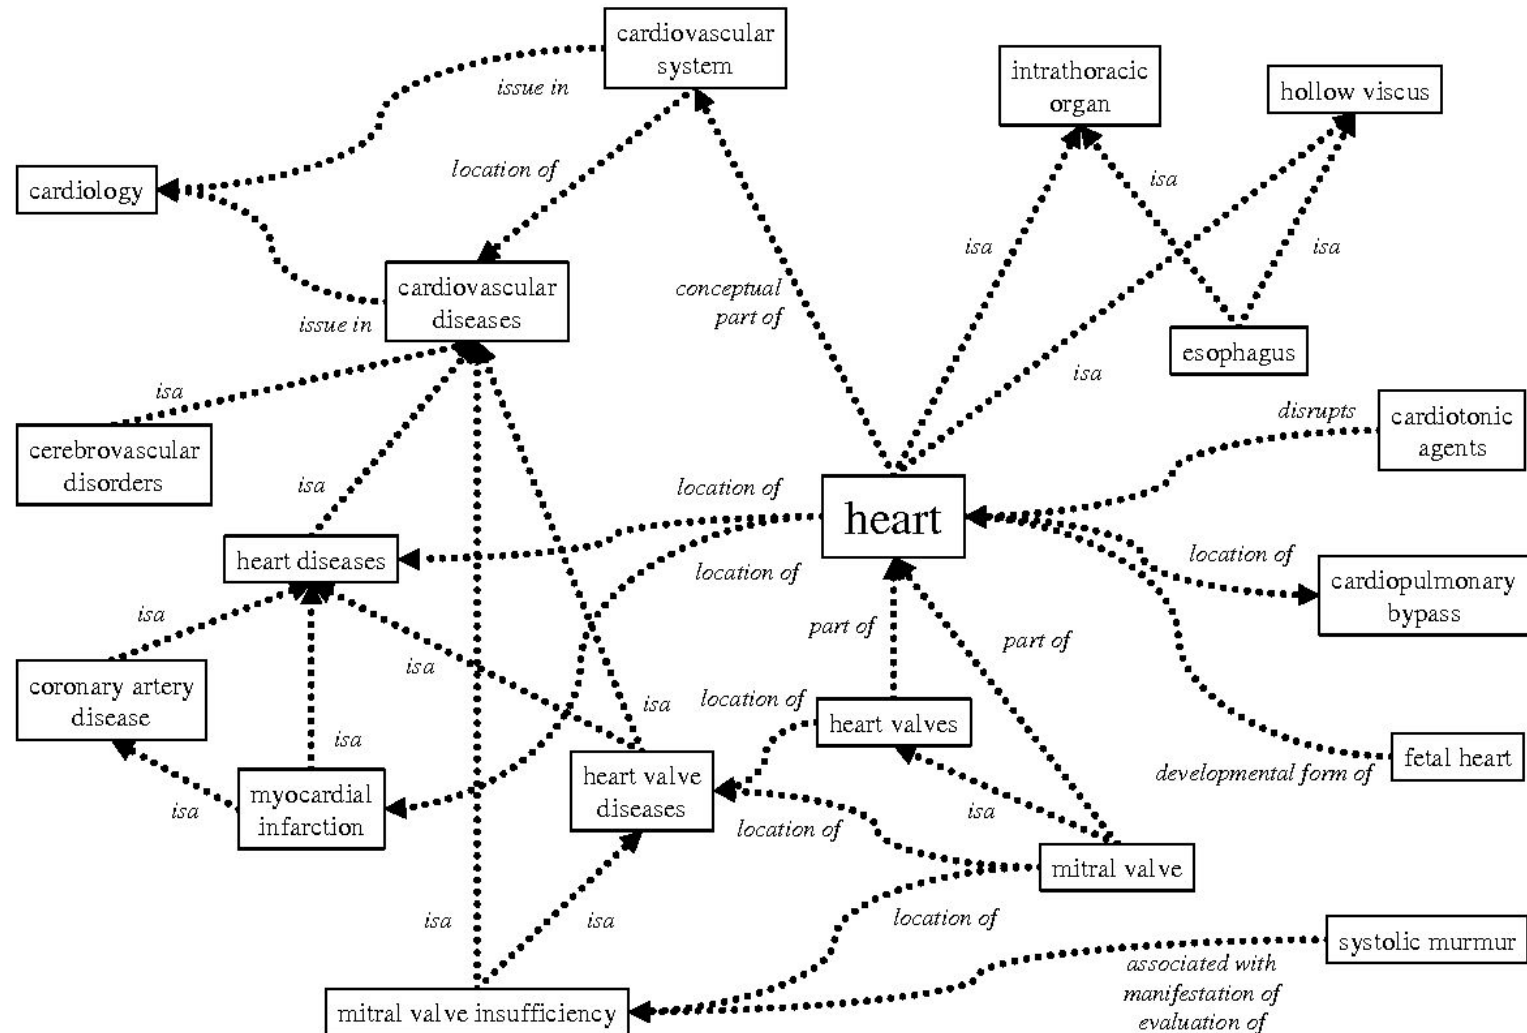 cardiovascular
system
intrathoracic
organ
hollow viscus
issue in
location of
cardiology
isa
isa
isa
cardiovascular
diseases
conceptual
part of
issue in
esophagus
isa
isa
disrupts
cardiotonic
agents
cerebrovascular
disorders
isa
location of
heart
heart diseases
location of
location of
cardiopulmonary
bypass
isa
part of
part of
isa
coronary artery
disease
isa
location of
heart valves
isa
fetal heart
developmental form of
myocardial
infarction
isa
heart valve
diseases
isa
location of
mitral valve
isa
isa
location of
systolic murmur
associated with
manifestation of
evaluation of
mitral valve insufficiency